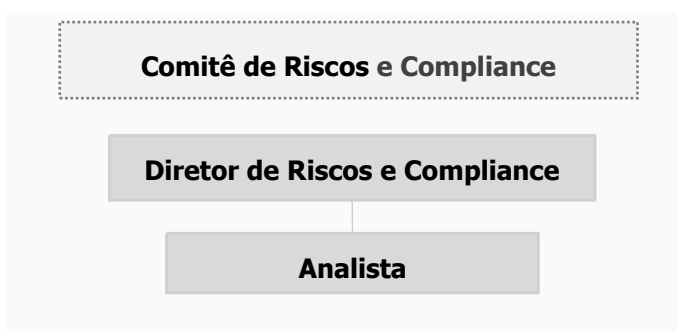 Comitê de Riscos e Compliance
Diretor de Riscos e Compliance
Analista